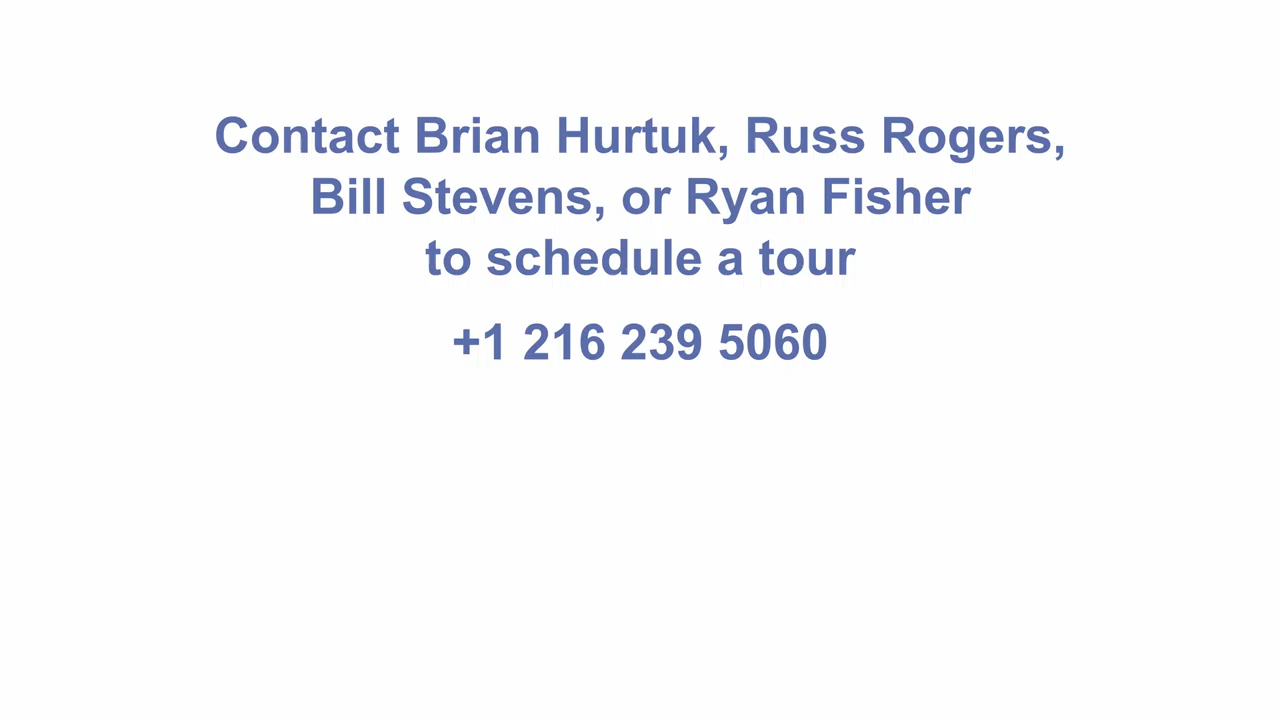 Contact Brian Hurtuk, Russ Rogers,
Bill Stevens, or Ryan Fisher
to schedule a tour
+1 216 239 5060